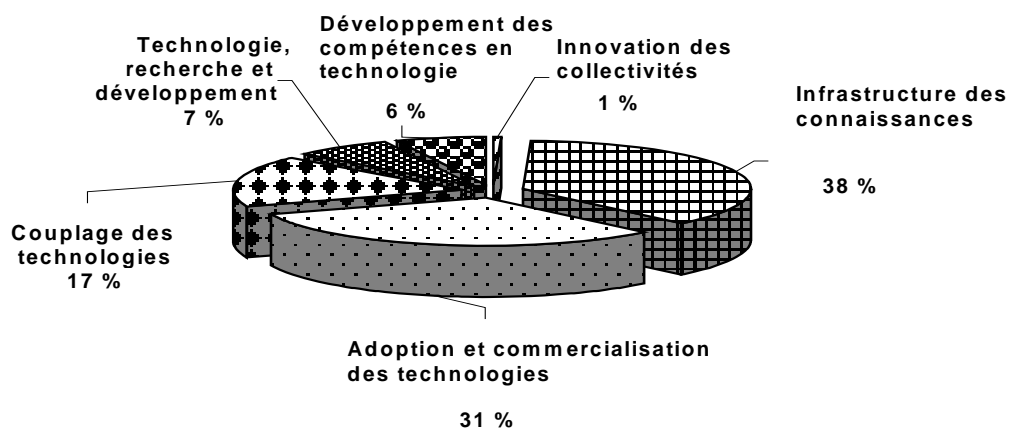 Développement des
compétences en
technologie
6 %
Technologie,
recherche et
développement
7 %
Innovation des
collectivités
1 %
Infrastructure des
connaissances
38 %
Couplage des
technologies
17 %
Adoption et commercialisation
des technologies
31 %